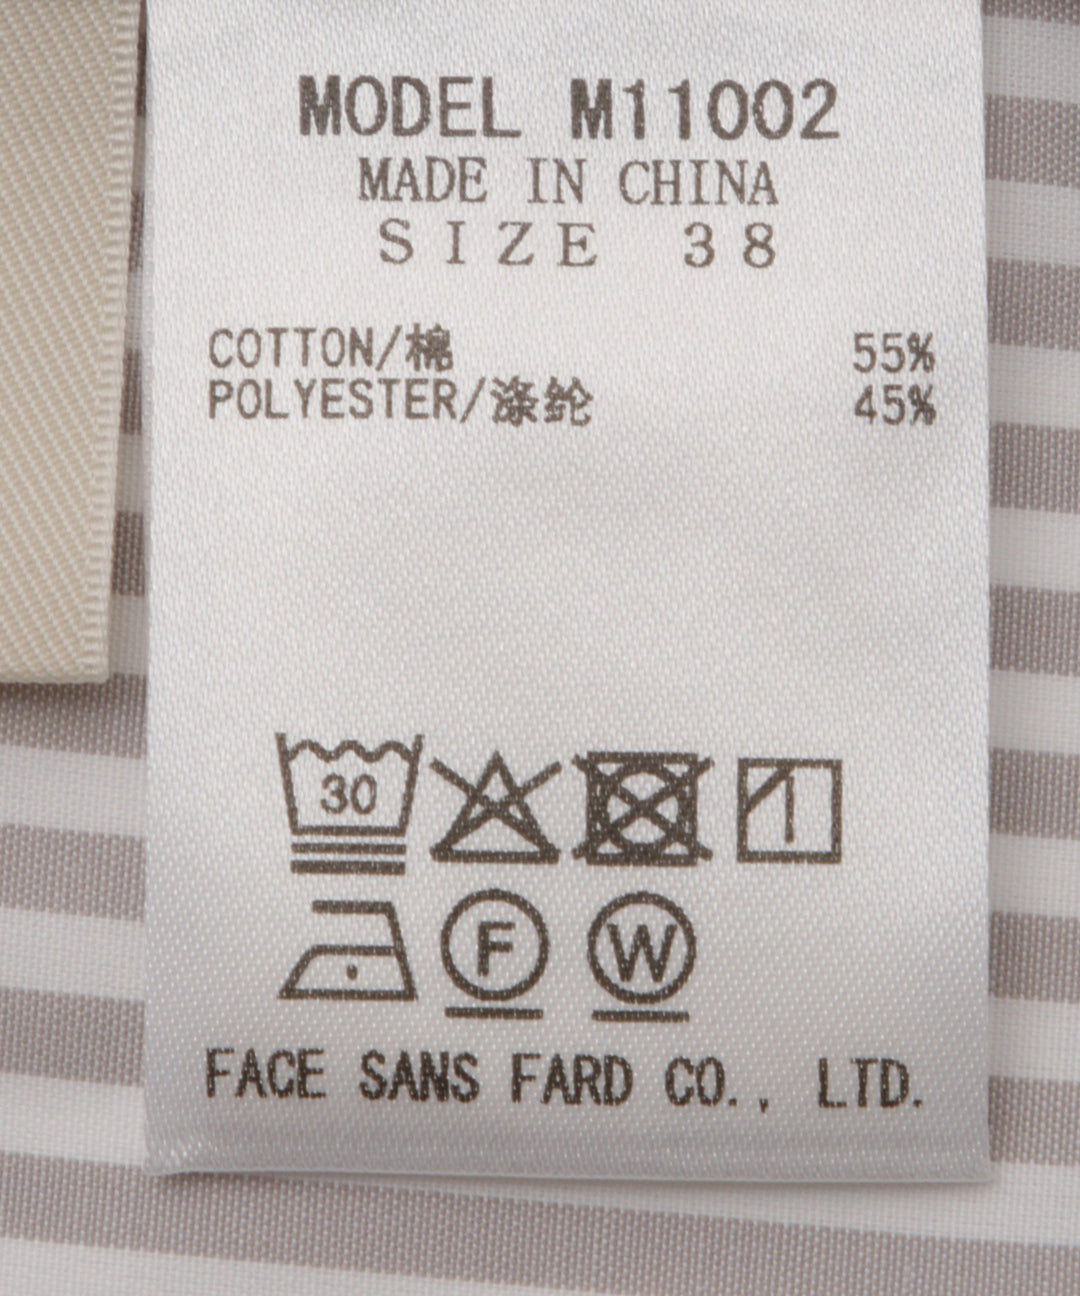 MODEL M11002
MADE IN CHINA
SIZE 38
COTTON/棉 55%
POLYESTER/涤纶 45%
30
F W
FACE SANS FARD CO., LTD.